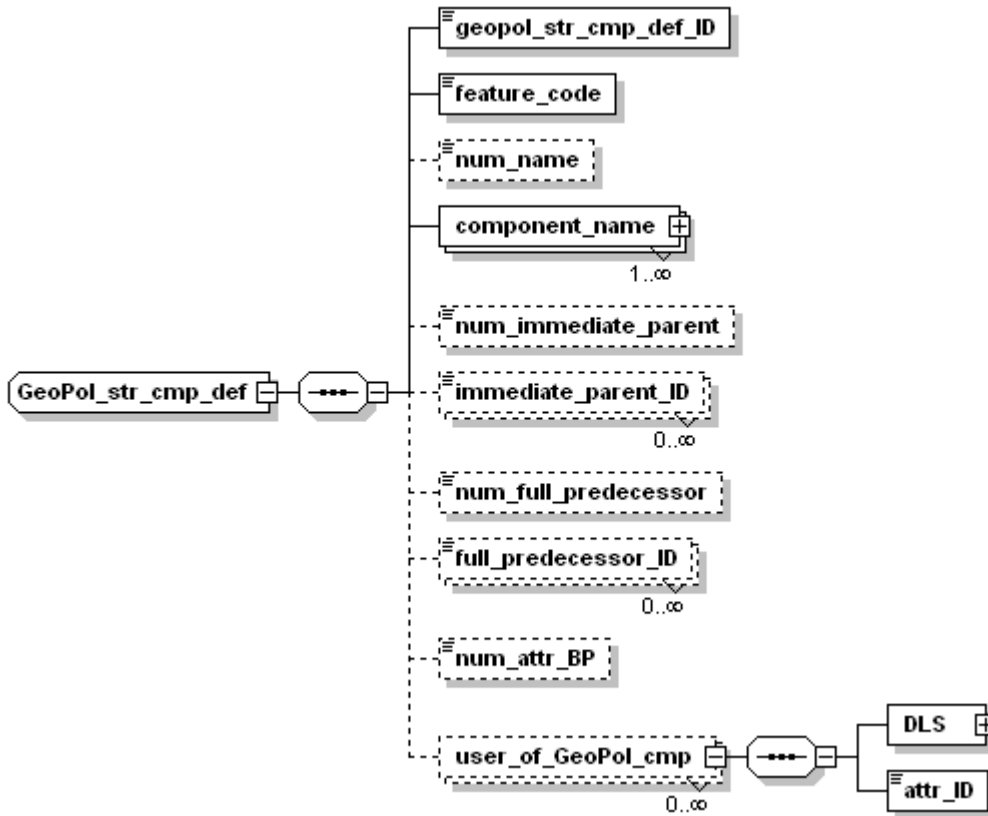 geopol_str_cmp_def_ID
feature_code
num_name
component_name
1..∞
num_immediate_parent
GeoPol_str_cmp_def
immediate_parent_ID
0..∞
num_full_predecessor
full_predecessor_ID
0..∞
num_attr_BP
DLS
user_of_GeoPol_cmp
0..∞
attr_ID